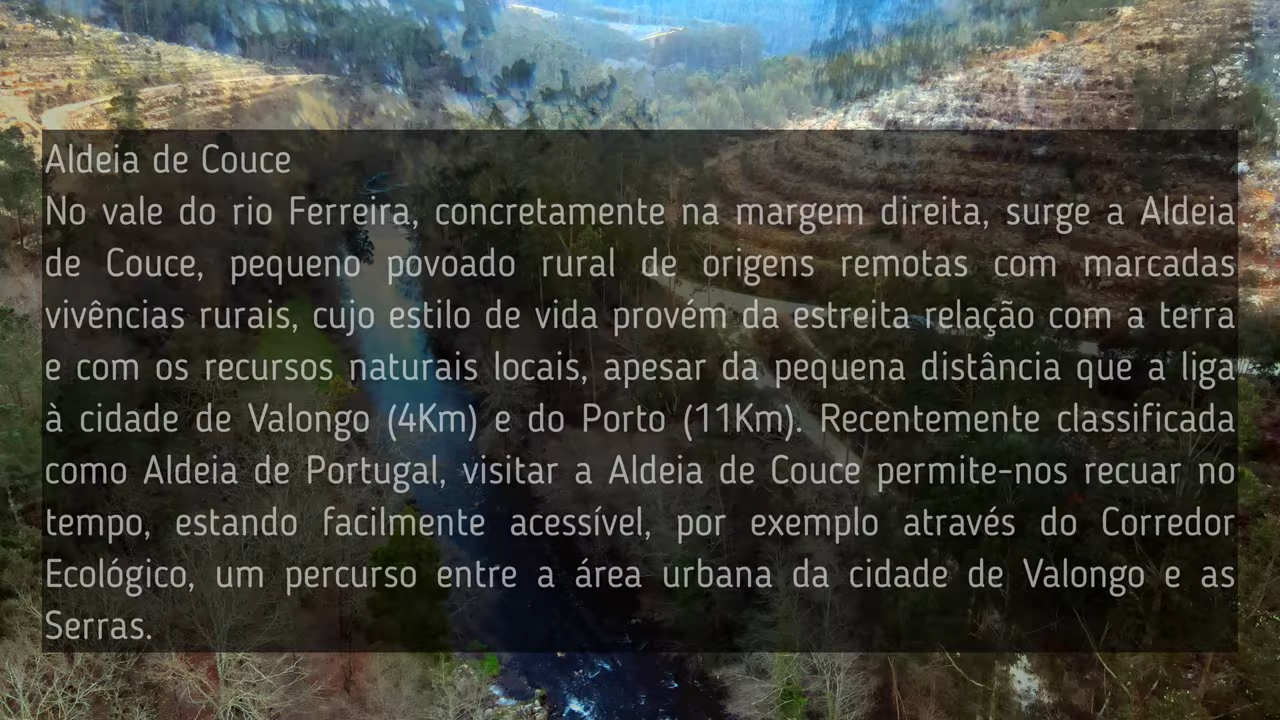 Aldeia de Couce
No vale do rio Ferreira, concretamente na margem direita, surge a Aldeia
de Couce, pequeno povoado rural de origens remotas com marcadas
vivências rurais, cujo estilo de vida provém da estreita relação com a terra
e com os recursos naturais locais, apesar da pequena distância que a liga
à cidade de Valongo (4Km) e do Porto (11Km). Recentemente classificada
como Aldeia de Portugal, visitar a Aldeia de Couce permite-nos recuar no
tempo, estando facilmente acessível, por exemplo através do Corredor
Ecológico, um percurso entre a área urbana da cidade de Valongo e as
Serras.